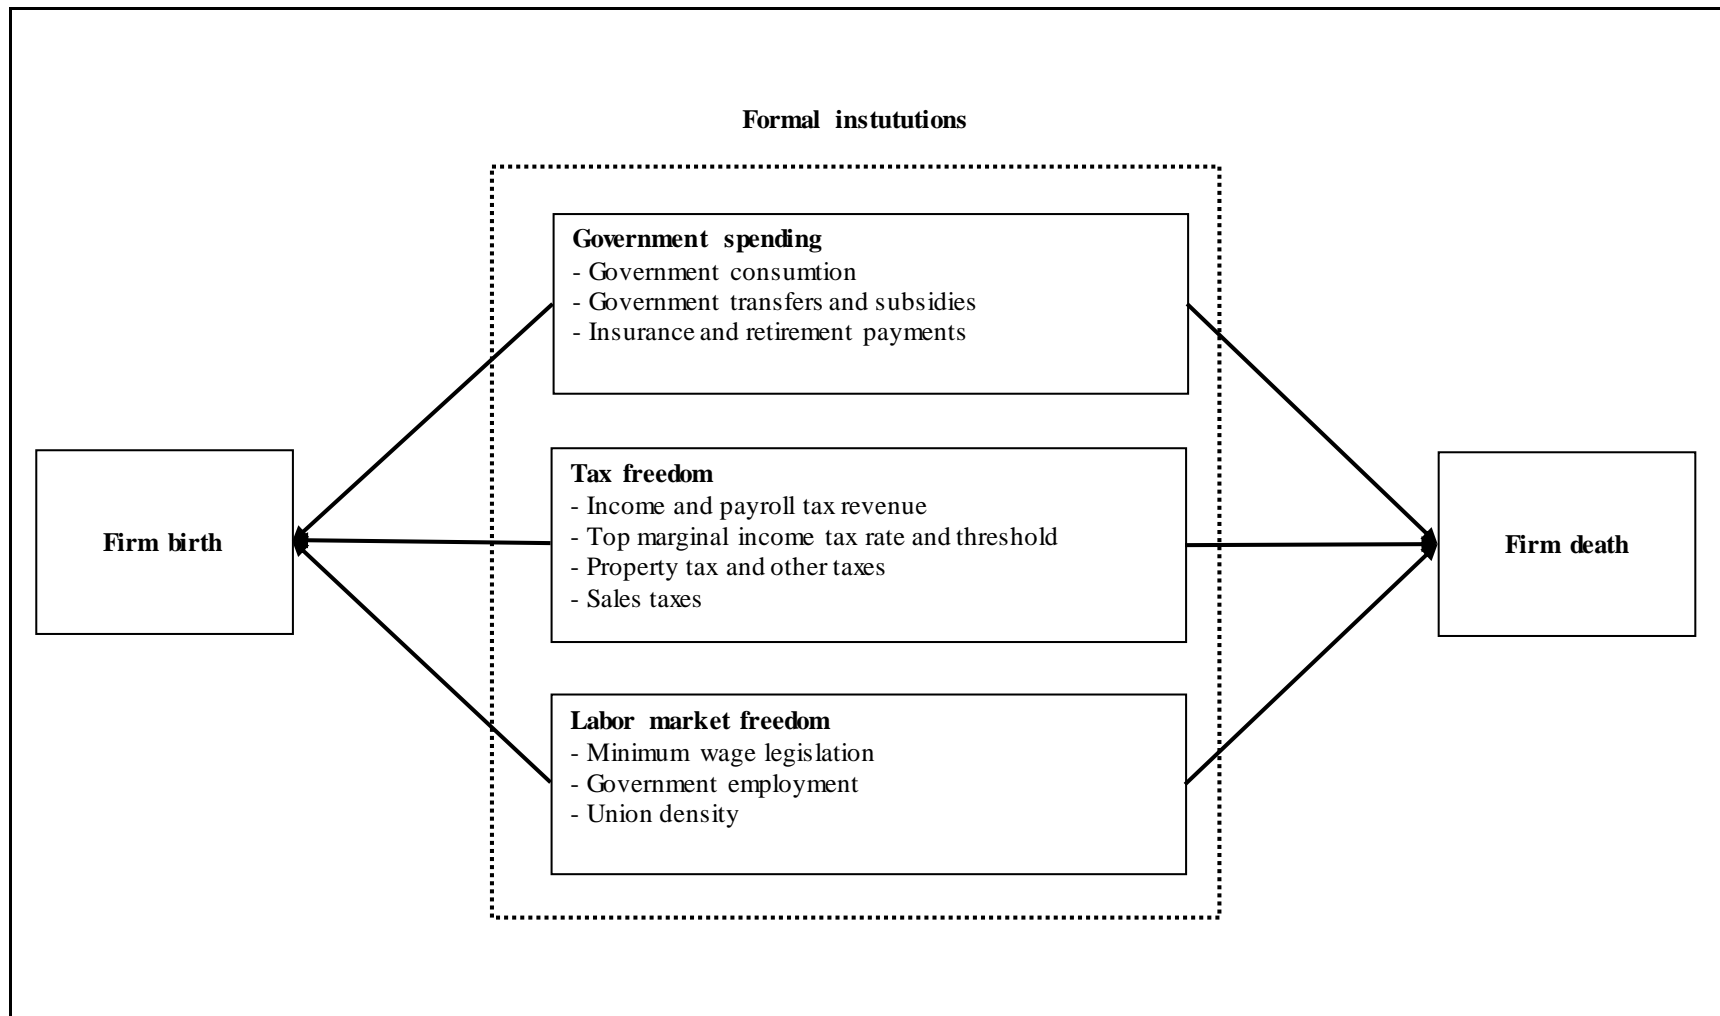 Formal instutution​s
Government spending
- Government consumtion
- Government transfers and subsidies
- Insurance and retirement payments
Tax freedom
- Income and payroll tax revenue
- Top marginal income tax rate and threshold
- Property tax and other taxes
- Sales taxes
Firm birth
Firm death
Labor market freedom
- Minimum wage legislation
- Government employment
- Union density